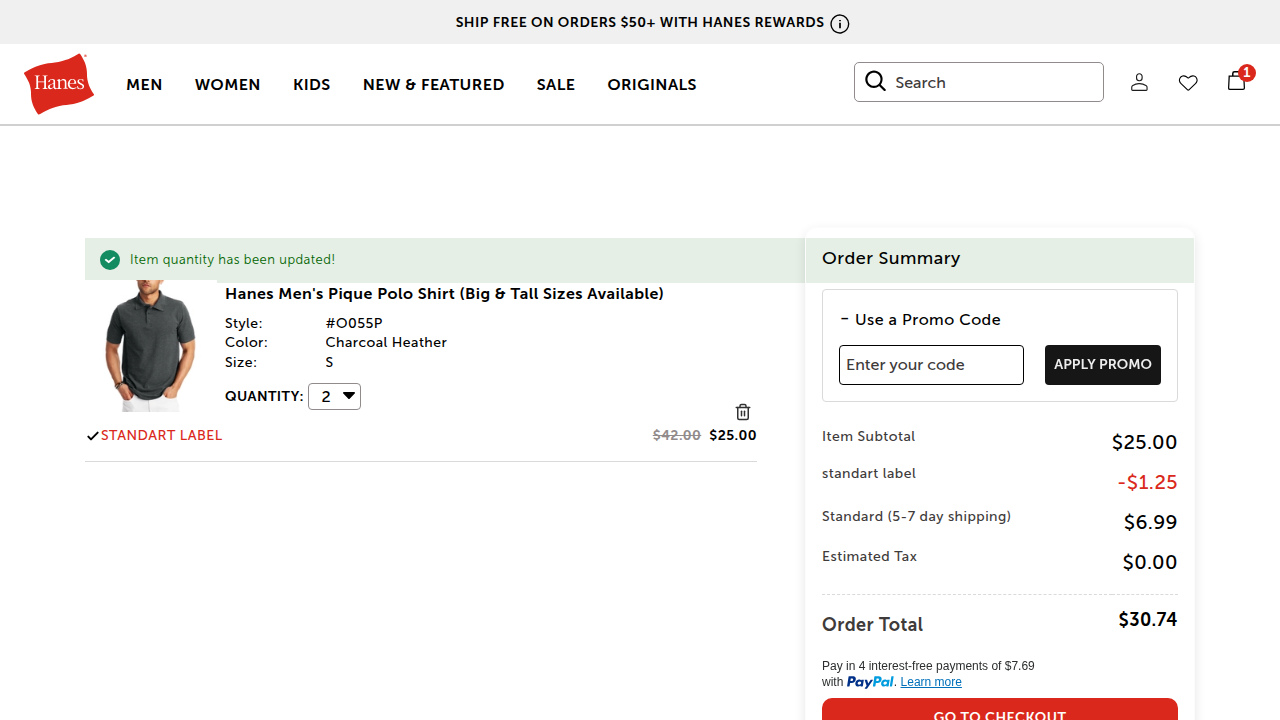 SHIP FREE ON ORDERS $50+ WITH HANES REWARDS
Hanes
MEN WOMEN KIDS NEW & FEATURED SALE ORIGINALS
Search
1
Item quantity has been updated!
Hanes Men's Pique Polo Shirt (Big & Tall Sizes Available)
Style: #O055P
Color: Charcoal Heather
Size: S
QUANTITY: 2
STANDART LABEL $42.00 $25.00
Order Summary
- Use a Promo Code
Enter your code APPLY PROMO
Item Subtotal $25.00
standart label -$1.25
Standard (5-7 day shipping) $6.99
Estimated Tax $0.00
Order Total $30.74
Pay in 4 interest-free payments of $7.69
with PayPal. Learn more
GO TO CHECKOUT